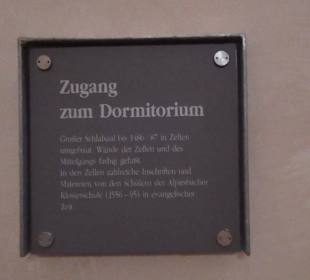 Zugang
zum Dormitorium
Großer Schlafsaal bis 1486/87 in Zellen
umgebaut. Wände der Zellen und des
Mittelgangs farbig gefaßt.
In den Zellen zahlreiche Inschriften und
Malereien von den Schülern der Alpirsbacher
Klosterschule (1556–95) in evangelischer
Zeit.